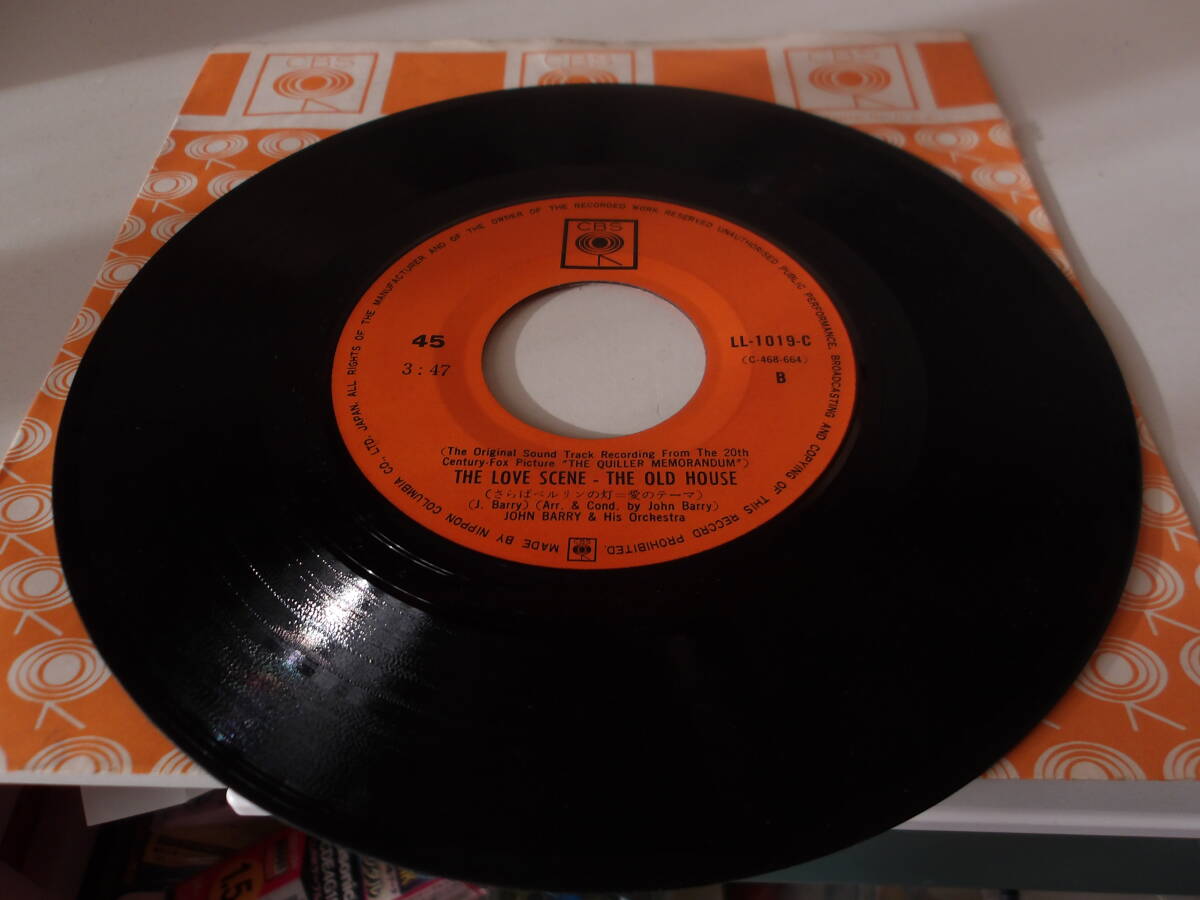 CBS
CBS
CBS
CBS
45
3:47
LL-1019-C
(C-468-664)
B
(The Original Sound Track Recording From The 20th
Century-Fox Picture "THE QUILLER MEMORANDUM")
THE LOVE SCENE - THE OLD HOUSE
(さらばベルリンの灯=愛のテーマ)
(J. Barry) (Arr. & Cond. by John Barry)
JOHN BARRY & His Orchestra
MADE BY NIPPON COLUMBIA CO., LTD. JAPAN. ALL RIGHTS OF THE MANUFACTURER AND OF THE OWNER OF THE RECORDED WORK RESERVED UNAUTHORISED PUBLIC PERFORMANCE, BROADCASTING AND COPYING OF THIS RECORD PROHIBITED.